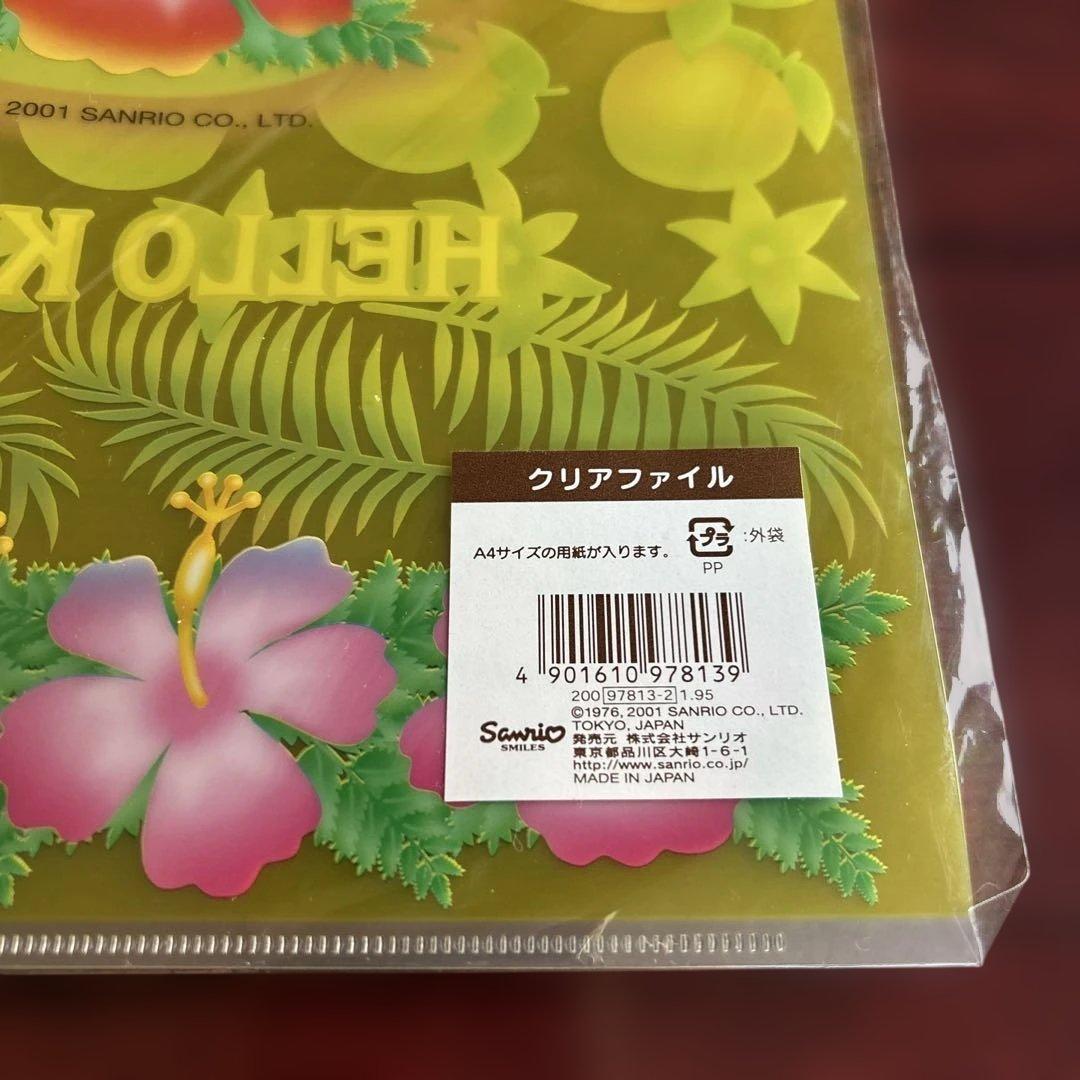 2001 SANRIO CO., LTD.
HELLO K
クリアファイル
A4サイズの用紙が入ります。
プラ :外袋
PP
4 901610 978139
200 97813-2 1.95
©1976, 2001 SANRIO CO., LTD.
TOKYO, JAPAN
Sanrio
SMILES
発売元 株式会社サンリオ
東京都品川区大崎1-6-1
http://www.sanrio.co.jp/
MADE IN JAPAN